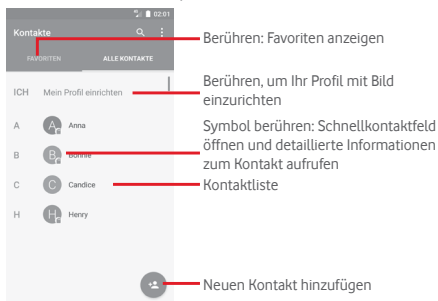 02:01
Kontakte
Berühren: Favoriten anzeigen
FAVORITEN
ALLE KONTAKTE
ICH Mein Profil einrichten
Berühren, um Ihr Profil mit Bild
einzurichten
A A Anna
Symbol berühren: Schnellkontaktfeld
öffnen und detaillierte Informationen
zum Kontakt aufrufen
B B Bonnie
C C Candice
Kontaktliste
H H Henry
Neuen Kontakt hinzufügen